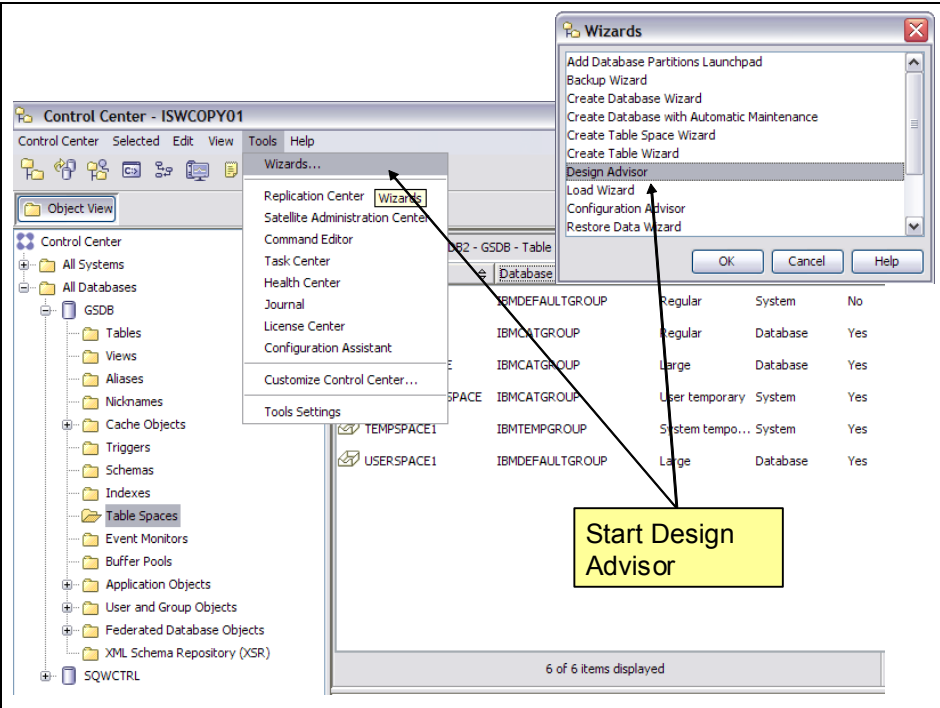 Wizards
Add Database Partitions Launchpad
Backup Wizard
Create Database Wizard
Create Database with Automatic Maintenance
Create Table Space Wizard
Create Table Wizard
Design Advisor
Load Wizard
Configuration Advisor
Restore Data Wizard
OK Cancel Help
Control Center - ISWCOPY01
Control Center Selected Edit View Tools Help
Wizards...
Replication Center
Wizards
Satellite Administration Center
Command Editor
Task Center
Health Center
Journal
License Center
Configuration Assistant
Customize Control Center...
Tools Settings
Object View
Control Center
All Systems
All Databases
GSDB
Tables
Views
Aliases
Nicknames
Cache Objects
Triggers
Schemas
Indexes
Table Spaces
Event Monitors
Buffer Pools
Application Objects
User and Group Objects
Federated Database Objects
XML Schema Repository (XSR)
SQWCTRL
DB2 - GSDB - Table
Database
IBMDEFAULTGROUP Regular System No
IBMCATGROUP Regular Database Yes
E IBMCATGROUP Large Database Yes
SPACE IBMCATGROUP User temporary System Yes
TEMPSPACE1 IBMTEMPGROUP System tempo... System Yes
USERSPACE1 IBMDEFAULTGROUP Large Database Yes
Start Design
Advisor
6 of 6 items displayed